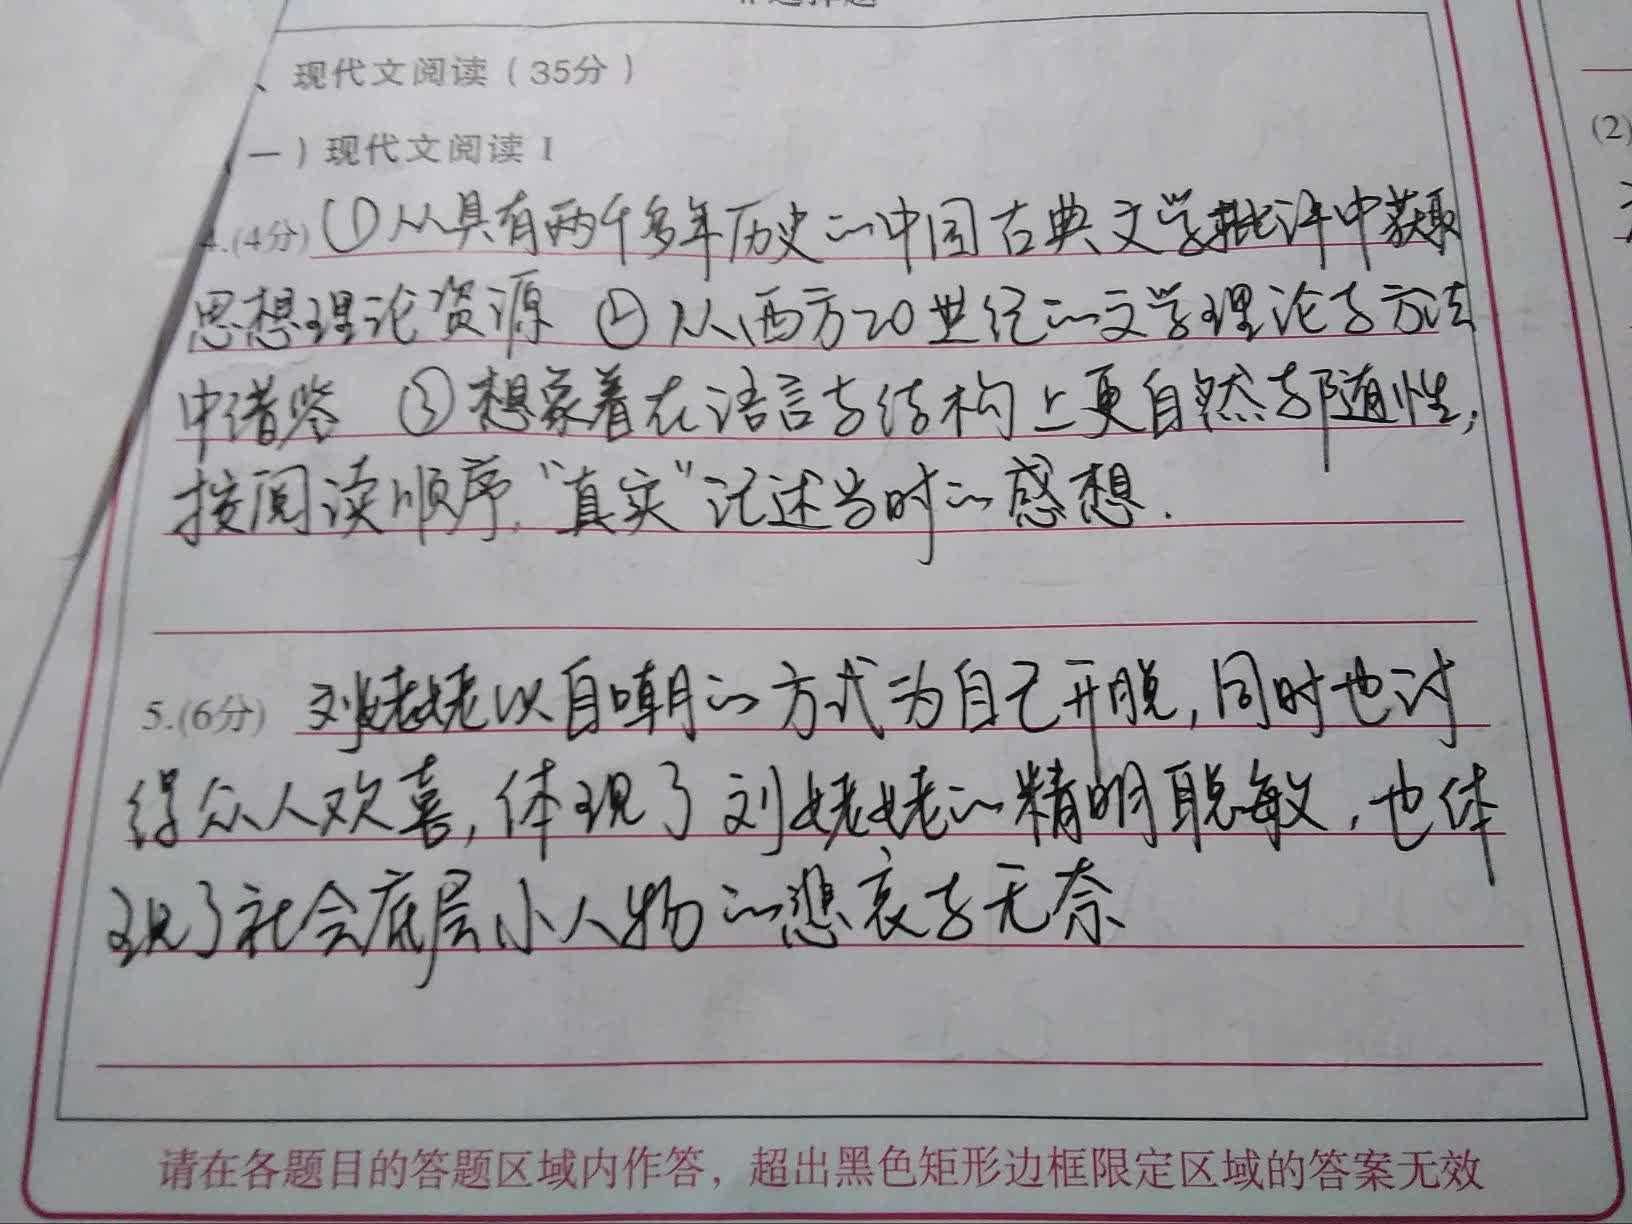 、现代文阅读（35分）
一）现代文阅读 I
4.(4分) ①从具有两千多年历史的中国古典文学批评中获取
思想理论资源 ②从西方20世纪的文学理论与方法
中借鉴 ③想象着在语言与结构上更自然与随性,
按阅读顺序,“真实”记述当时的感想.
5.(6分) 刘姥姥以自嘲的方式为自己开脱,同时也讨
得众人欢喜,体现了刘姥姥的精明聪敏,也体
现了社会底层小人物的悲哀与无奈
请在各题目的答题区域内作答，超出黑色矩形边框限定区域的答案无效
(2)